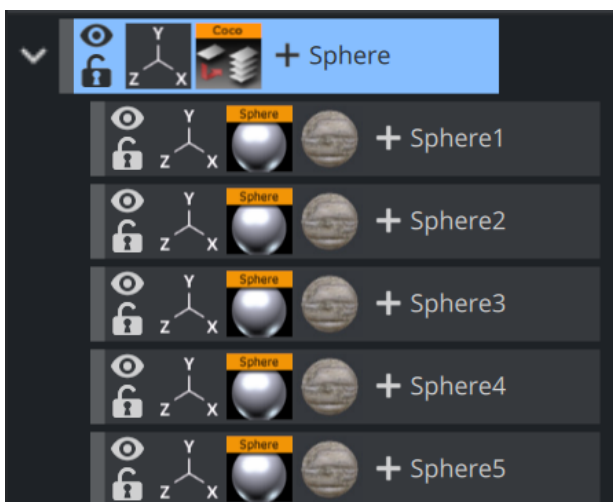 Y
Z X
Coco
Sphere
Sphere
Y
Z X
Sphere1
Sphere
Y
Z X
Sphere2
Sphere
Y
Z X
Sphere3
Sphere
Y
Z X
Sphere4
Sphere
Y
Z X
Sphere5